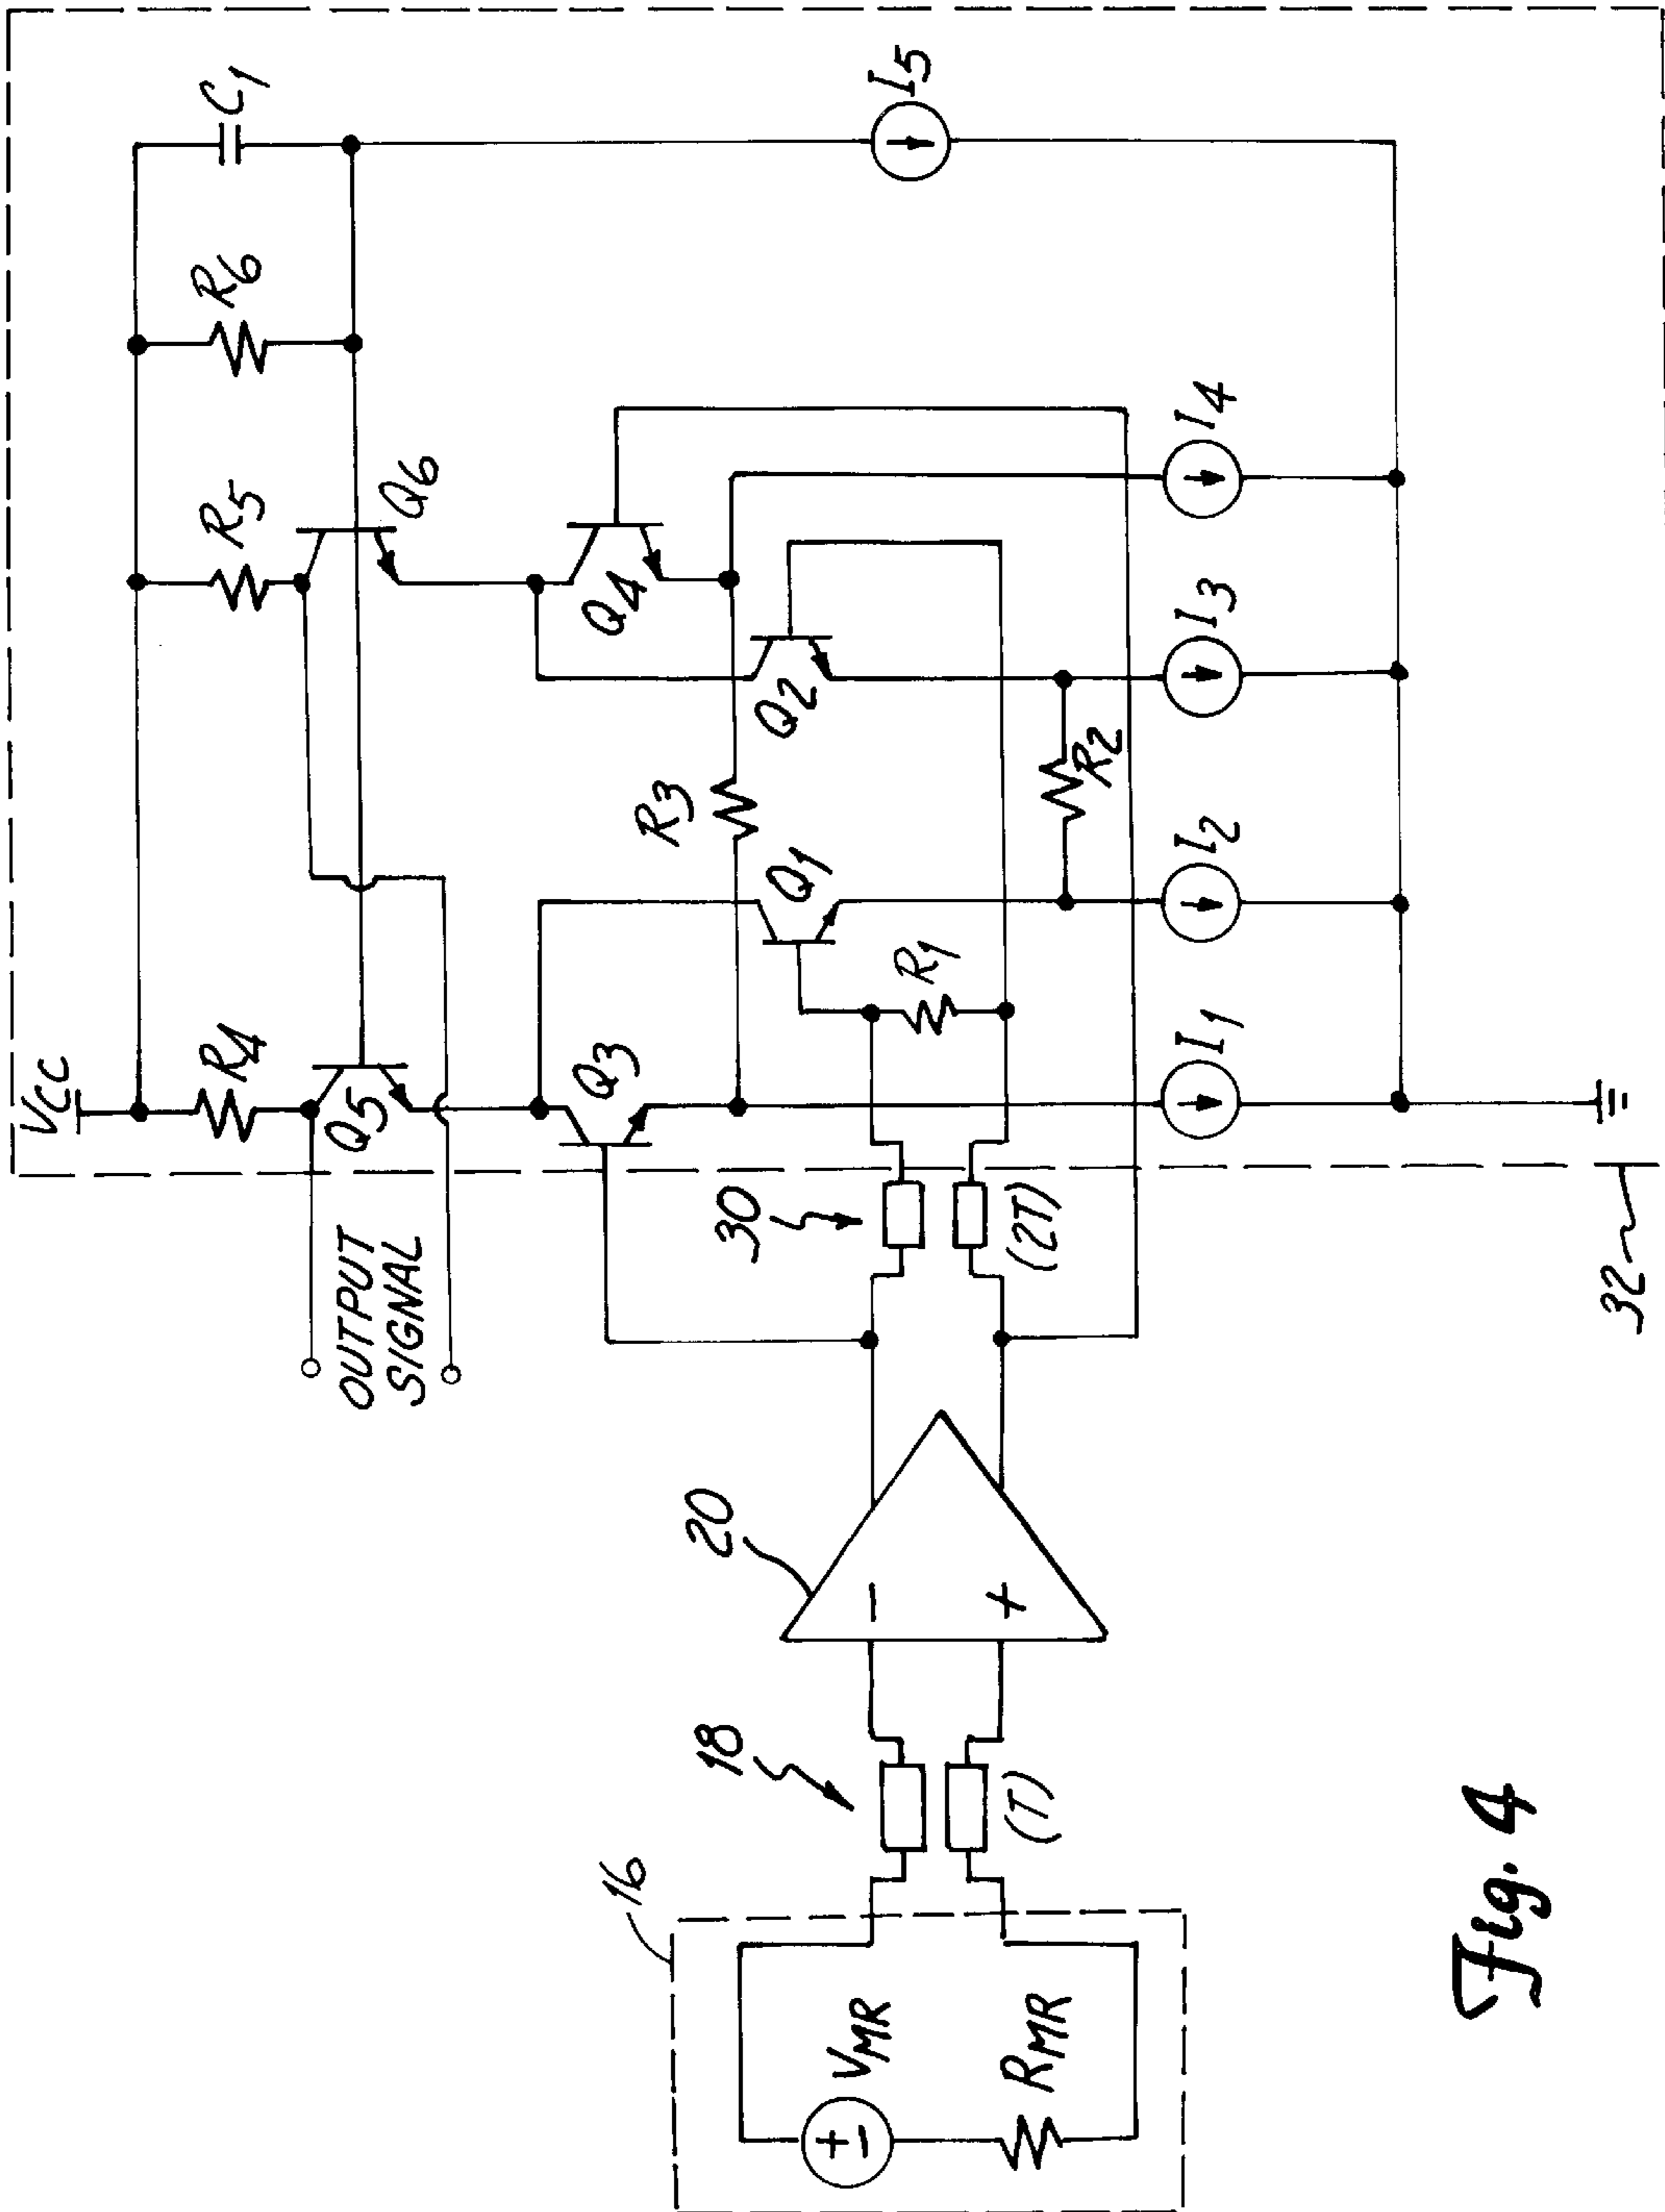 VCC
R4
R5
R6
C1
OUTPUT
SIGNAL
Q5
Q6
Q3
Q4
16
18
20
30
R3
Q1
Q2
I5
VMR
R1
−
+
RMR
+
−
(T)
(2T)
R2
I1
I2
I3
I4
32
Fig. 4